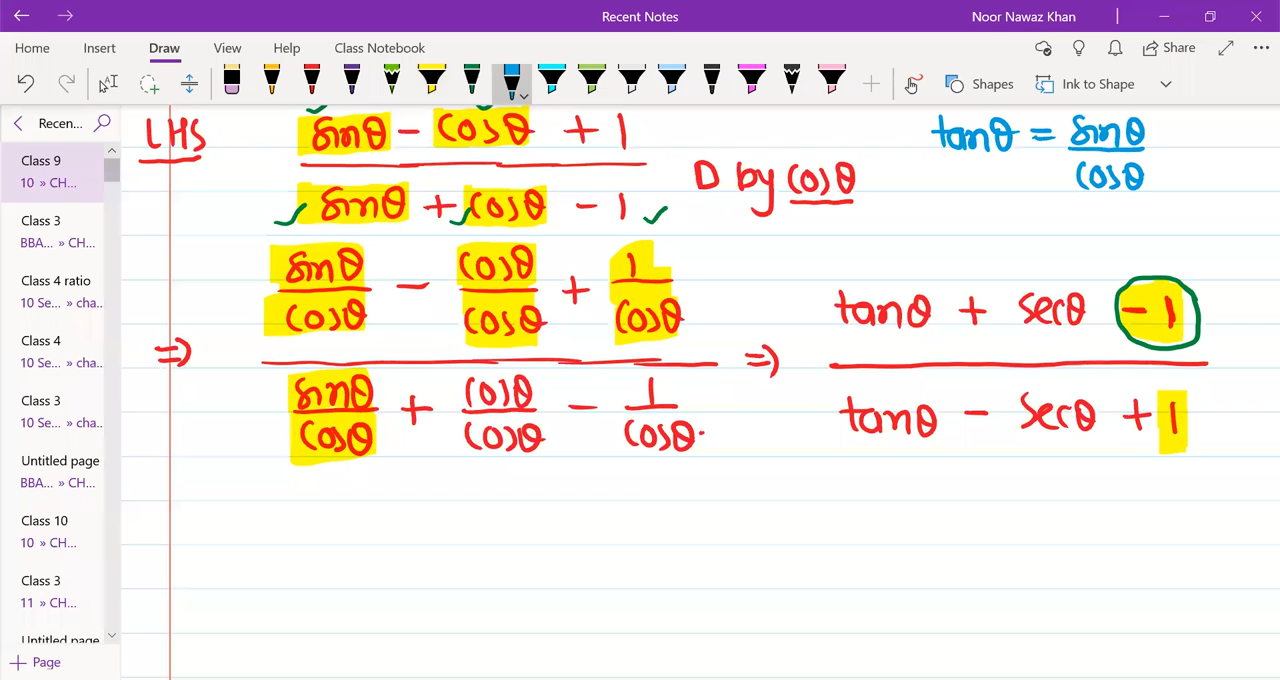 Recent Notes
Noor Nawaz Khan
Home Insert Draw View Help Class Notebook
Share
Shapes
Ink to Share
Recen...
Class 9
10 » CH...
Class 3
BBA... » CH...
Class 4 ratio
10 Se... » cha...
Class 4
10 Se... » cha...
Class 3
10 Se... » cha...
Untitled page
BBA... » CH...
Class 10
10 » CH...
Class 3
11 » CH...
Untitled page
+ Page
LHS
sinθ - cosθ + 1
sinθ + cosθ - 1
D by cosθ
tanθ = sinθ
cosθ
sinθ - cosθ + 1
cosθ cosθ cosθ
=)
sinθ + cosθ - 1
cosθ cosθ cosθ.
=)
tanθ + secθ - 1
tanθ - secθ + 1